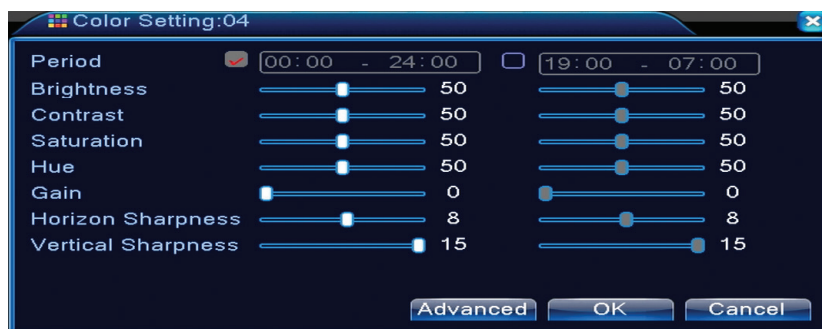 Color Setting:04
Period 00:00 - 24:00 19:00 - 07:00
Brightness 50 50
Contrast 50 50
Saturation 50 50
Hue 50 50
Gain 0 0
Horizon Sharpness 8 8
Vertical Sharpness 15 15
Advanced OK Cancel